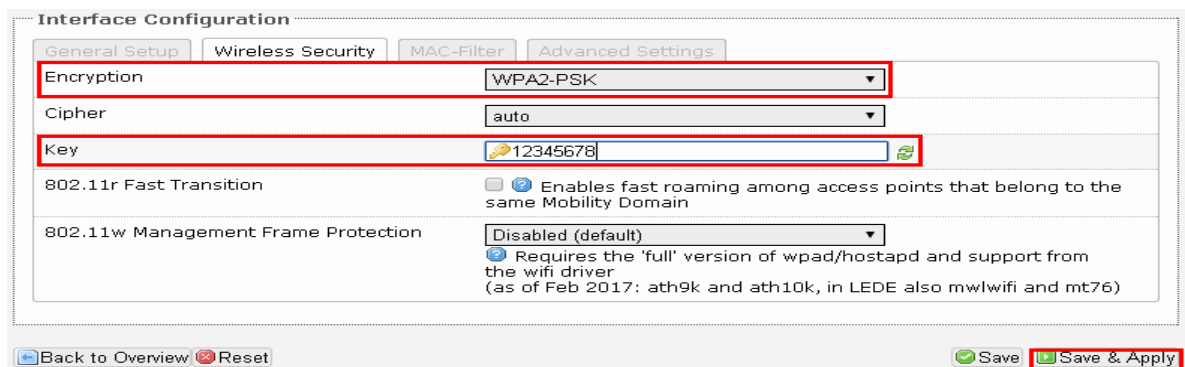 Interface Configuration
General Setup Wireless Security MAC-Filter Advanced Settings
Encryption WPA2-PSK
Cipher auto
Key 12345678
802.11r Fast Transition Enables fast roaming among access points that belong to the
same Mobility Domain
802.11w Management Frame Protection Disabled (default)
Requires the 'full' version of wpad/hostapd and support from
the wifi driver
(as of Feb 2017: ath9k and ath10k, in LEDE also mwlwifi and mt76)
Back to Overview Reset Save Save & Apply